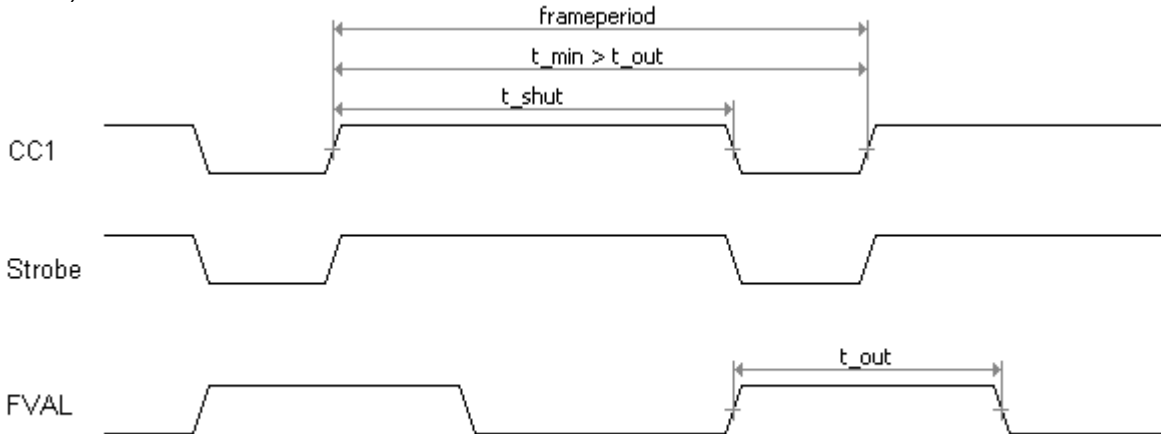 frameperiod
t_min > t_out
t_shut
CC1
Strobe
t_out
FVAL